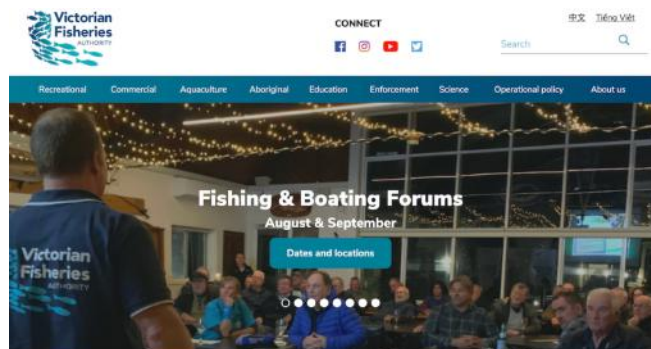 Victorian
Fisheries
AUTHORITY
CONNECT
中文 Tiếng Việt
Search
Recreational Commercial Aquaculture Aboriginal Education Enforcement Science Operational policy About us
Fishing & Boating Forums
August & September
Dates and locations
Victorian
Fisheries
AUTHORITY